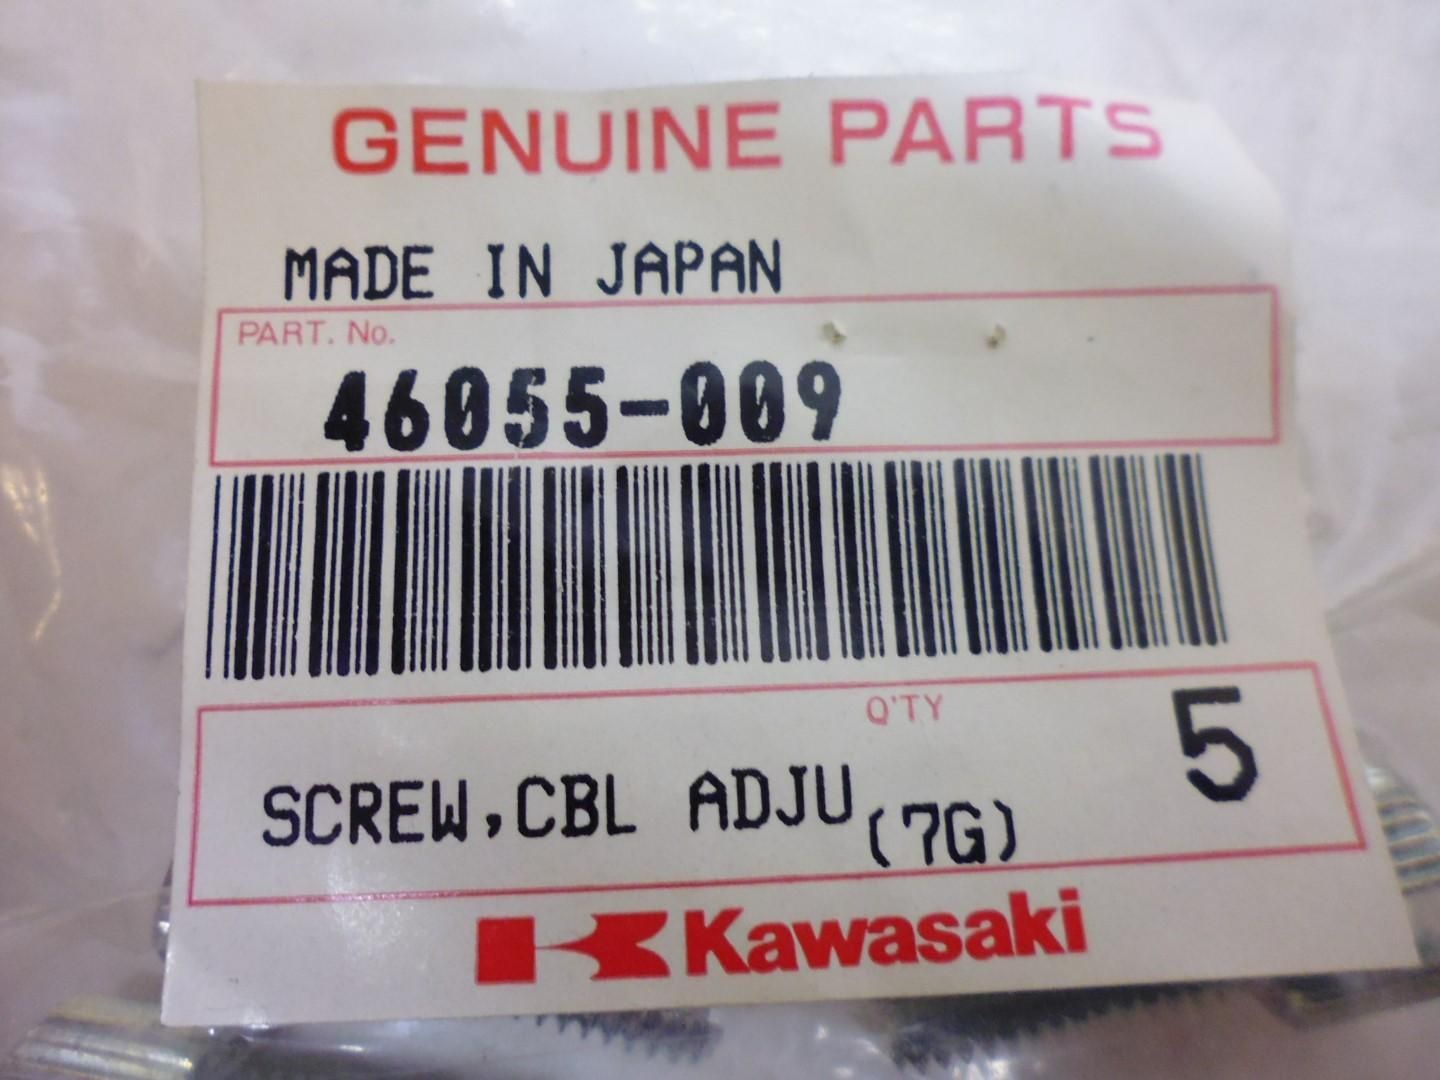 GENUINE PARTS
MADE IN JAPAN
PART. No.
46055-009
Q'TY
5
SCREW,CBL ADJU(7G)
Kawasaki